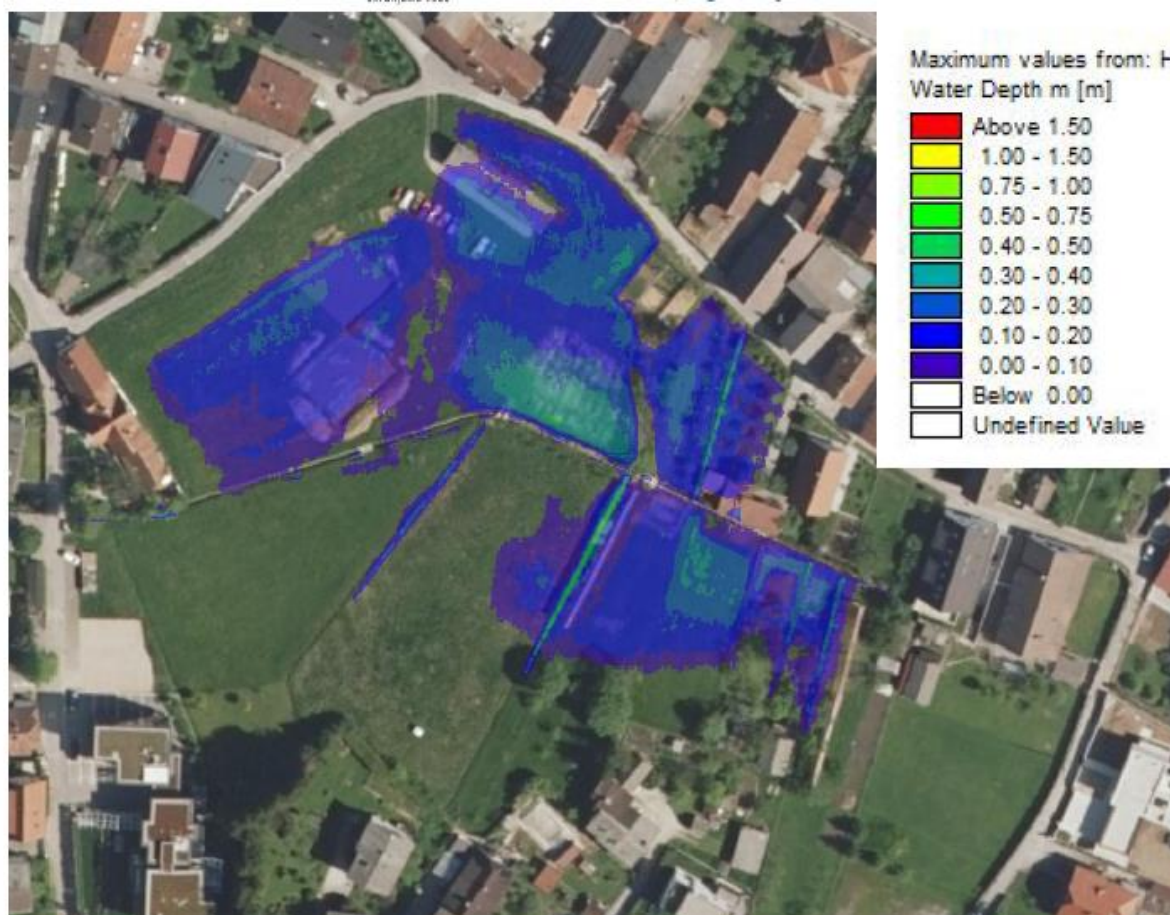 Maximum values from: H
Water Depth m [m]
Above 1.50
1.00 - 1.50
0.75 - 1.00
0.50 - 0.75
0.40 - 0.50
0.30 - 0.40
0.20 - 0.30
0.10 - 0.20
0.00 - 0.10
Below 0.00
Undefined Value